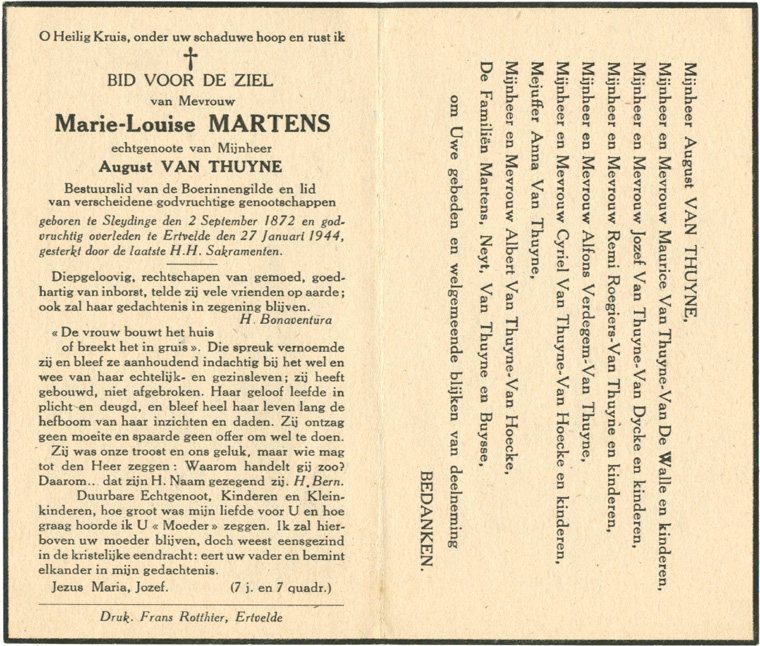 O Heilig Kruis, onder uw schaduwe hoop en rust ik
BID VOOR DE ZIEL
van Mevrouw
Marie-Louise MARTENS
echtgenoote van Mijnheer
August VAN THUYNE
Bestuurslid van de Boerinnengilde en lid
van verscheidene godvruchtige genootschappen
geboren te Sleydinge den 2 September 1872 en god-
vruchtig overleden te Ertvelde den 27 Januari 1944,
gesterkt door de laatste H.H. Sakramenten.
Diepgeloovig, rechtschapen van gemoed, goed-
hartig van inborst, telde zij vele vrienden op aarde;
ook zal haar gedachtenis in zegening blijven.
H. Bonaventura
« De vrouw bouwt het huis
of breekt het in gruis ». Die spreuk vernoemde
zij en bleef ze aanhoudend indachtig bij het wel en
wee van haar echtelijk- en gezinsleven; zij heeft
gebouwd, niet afgebroken. Haar geloof leefde in
plicht en deugd, en bleef heel haar leven lang de
hefboom van haar inzichten en daden. Zij ontzag
geen moeite en spaarde geen offer om wel te doen.
Zij was onze troost en ons geluk, maar wie mag
tot den Heer zeggen: Waarom handelt gij zoo?
Daarom... dat zijn H. Naam gezegend zij. H. Bern.
Duurbare Echtgenoot, Kinderen en Klein-
kinderen, hoe groot was mijn liefde voor U en hoe
graag hoorde ik U « Moeder » zeggen. Ik zal hier-
boven uw moeder blijven, doch weest eensgezind
in de kristelijke eendracht: eert uw vader en bemint
elkander in mijn gedachtenis.
Jezus Maria, Jozef. (7 j. en 7 quadr.)
Druk. Frans Rotthier, Ertvelde
Mijnheer August VAN THUYNE,
Mijnheer en Mevrouw Maurice Van Thuyne-Van De Walle en kinderen,
Mijnheer en Mevrouw Jozef Van Thuyne-Van Dycke en kinderen,
Mijnheer en Mevrouw Remi Roegiers-Van Thuyne en kinderen,
Mijnheer en Mevrouw Alfons Verdegem-Van Thuyne,
Mijnheer en Mevrouw Cyriel Van Thuyne-Van Hoecke en kinderen,
Mejuffer Anna Van Thuyne,
Mijnheer en Mevrouw Albert Van Thuyne-Van Hoecke,
De Familiën Martens, Neyt, Van Thuyne en Buysse,
om Uwe gebeden en welgemeende blijken van deelneming
BEDANKEN.